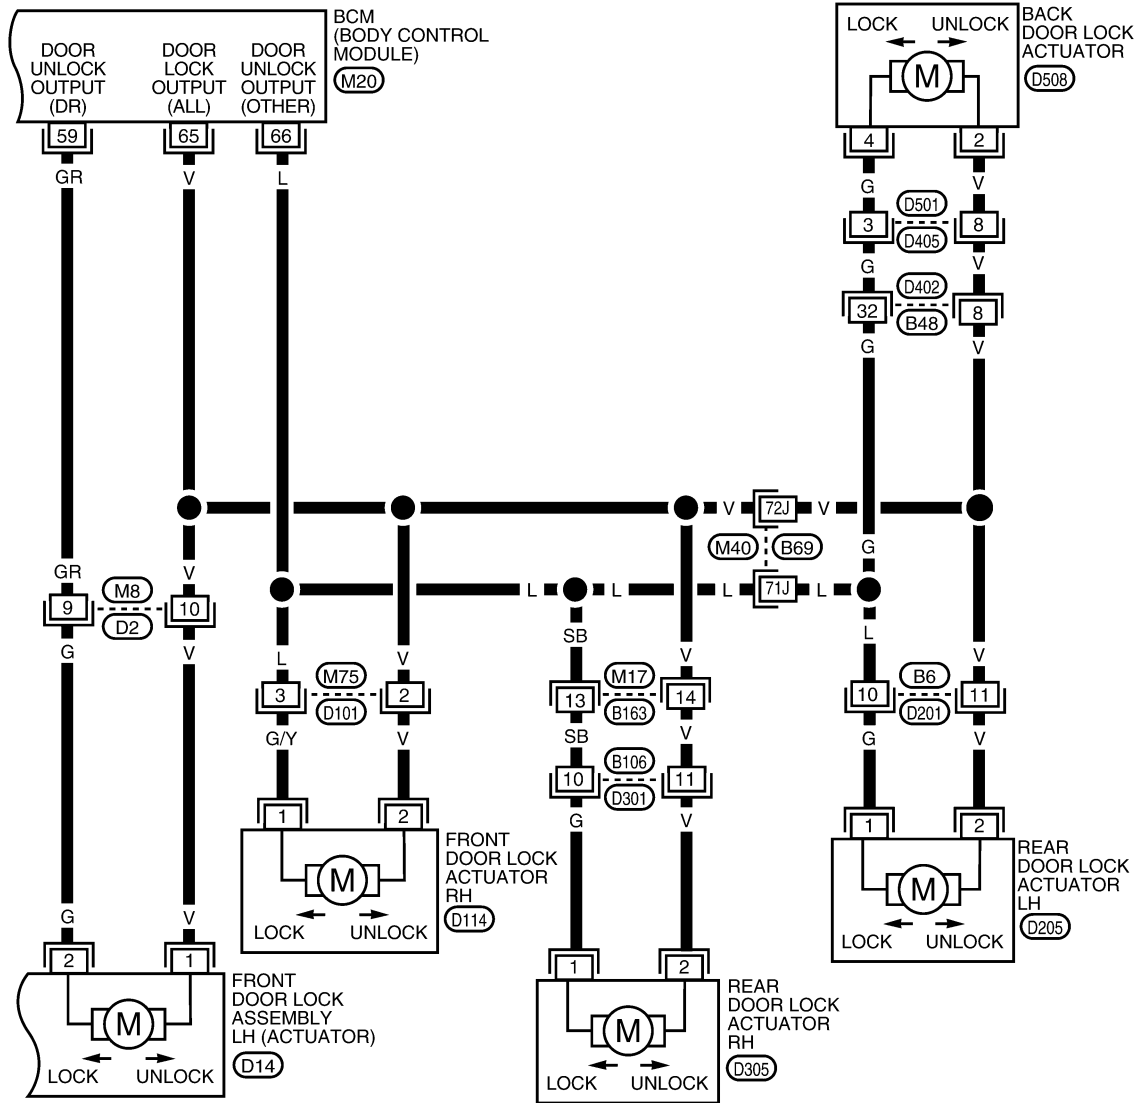 BCM
(BODY CONTROL
MODULE)
M20
DOOR
UNLOCK
OUTPUT
(DR)
DOOR
LOCK
OUTPUT
(ALL)
DOOR
UNLOCK
OUTPUT
(OTHER)
59
65
66
GR
V
L
BACK
DOOR LOCK
ACTUATOR
D508
LOCK
UNLOCK
M
4
2
G
V
D501
3
8
D405
G
V
D402
32
8
B48
G
V
V
72J
V
M40
B69
G
L
L
L
71J
L
GR
V
M8
9
10
D2
G
V
L
V
M75
3
2
D101
G/Y
V
SB
V
M17
13
14
B163
SB
V
B106
10
11
D301
G
V
L
V
B6
10
11
D201
G
V
1
2
FRONT
DOOR LOCK
ACTUATOR
RH
D114
M
LOCK
UNLOCK
1
2
REAR
DOOR LOCK
ACTUATOR
LH
D205
M
LOCK
UNLOCK
G
V
2
1
FRONT
DOOR LOCK
ASSEMBLY
LH (ACTUATOR)
D14
M
LOCK
UNLOCK
1
2
REAR
DOOR LOCK
ACTUATOR
RH
D305
M
LOCK
UNLOCK